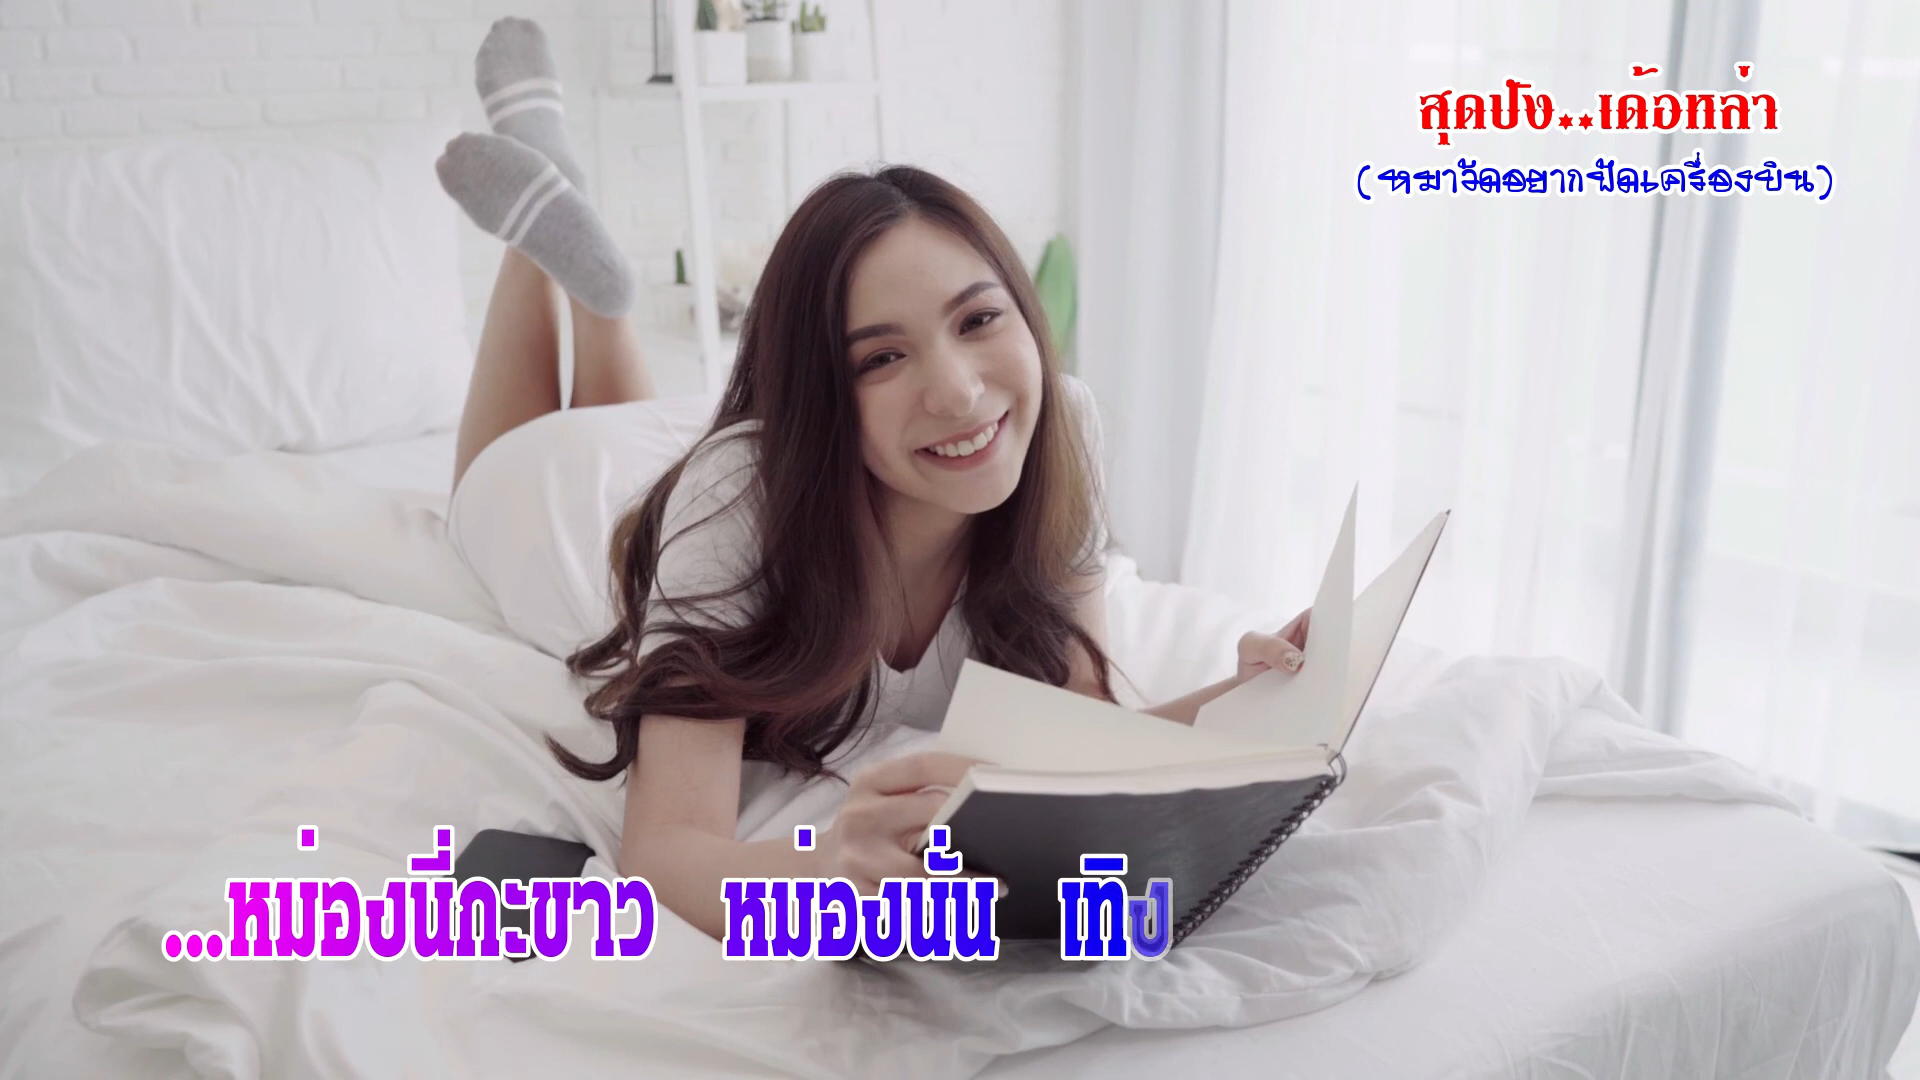 สุดปัง..เด้อหล่า
(หมาวัดอยากฟัดเครื่องบิน)
...หม่องนี่กะขาว หม่องนั่น เทิง